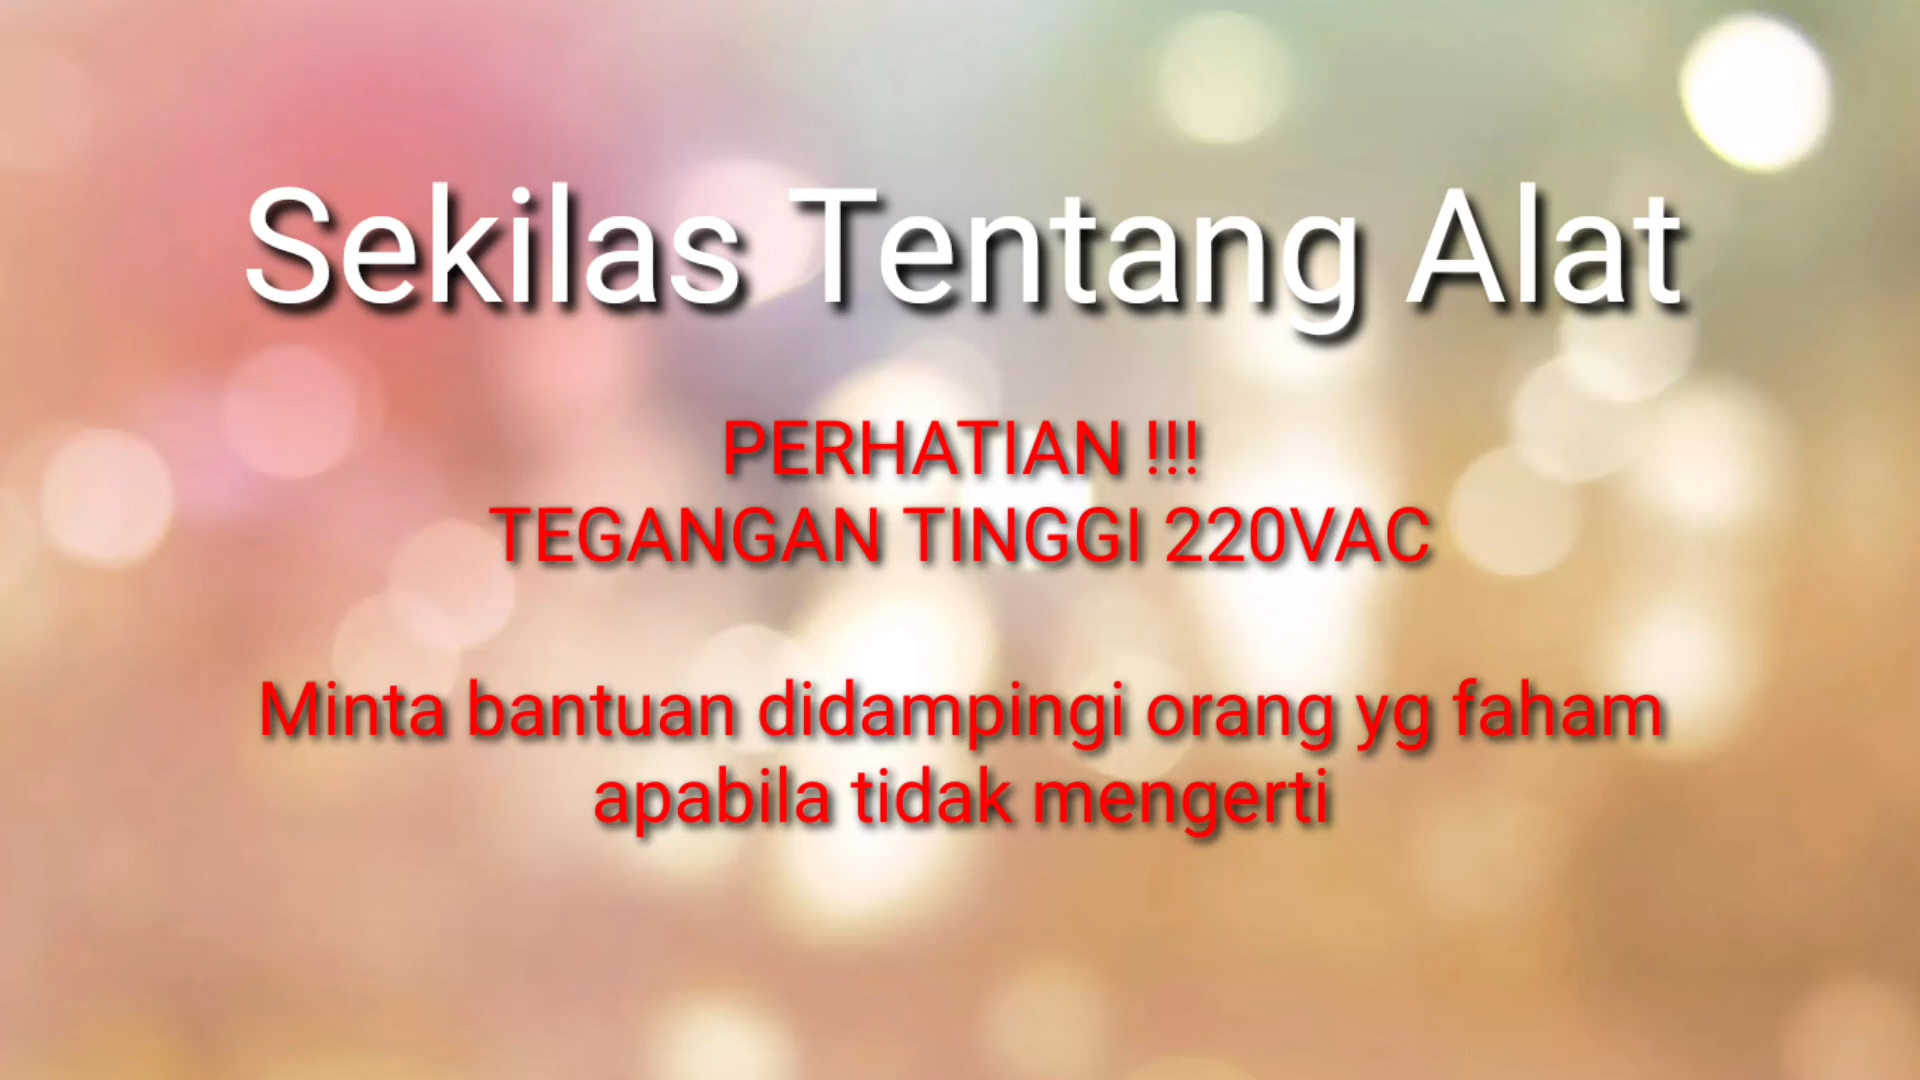 Sekilas Tentang Alat
PERHATIAN !!!
TEGANGAN TINGGI 220VAC
Minta bantuan didampingi orang yg faham
apabila tidak mengerti